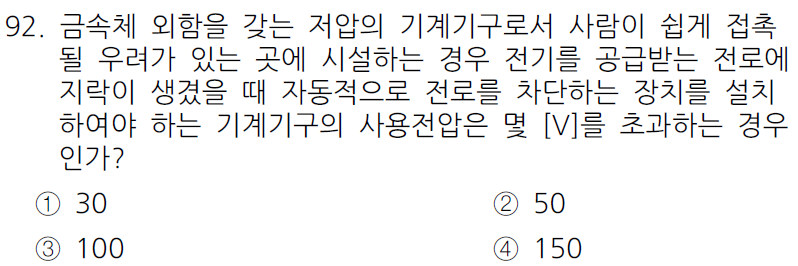 92. 금속체 외함을 갖는 저압의 기계기구로서 사람이 쉽게 접촉
될 우려가 있는 곳에 시설하는 경우 전기를 공급받는 전로에
지락이 생겼을 때 자동적으로 전로를 차단하는 장치를 설치
하여야 하는 기계기구의 사용전압은 몇 [V]를 초과하는 경우
인가?
① 30 ② 50
③ 100 ④ 150